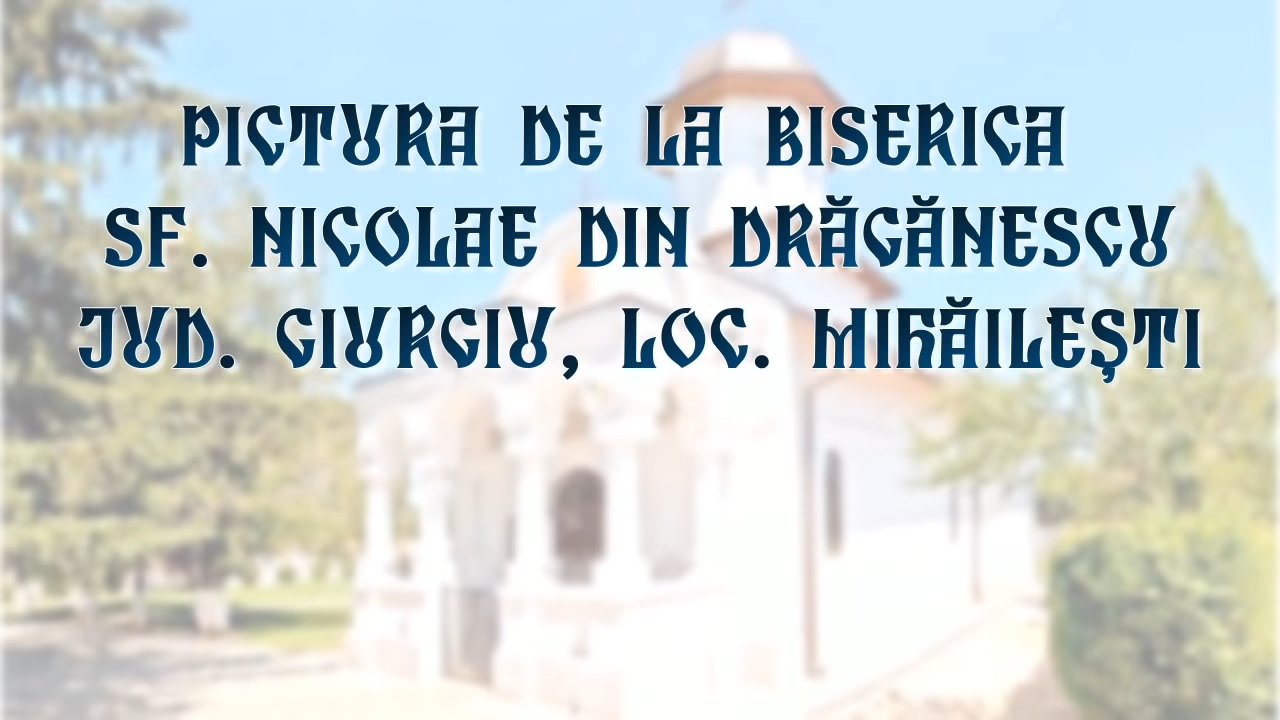 PICTURA DE LA BISERICA
SF. NICOLAE DIN DRĂGĂNESCU
JUD. GIURGIU, LOC. MIHĂILEȘTI